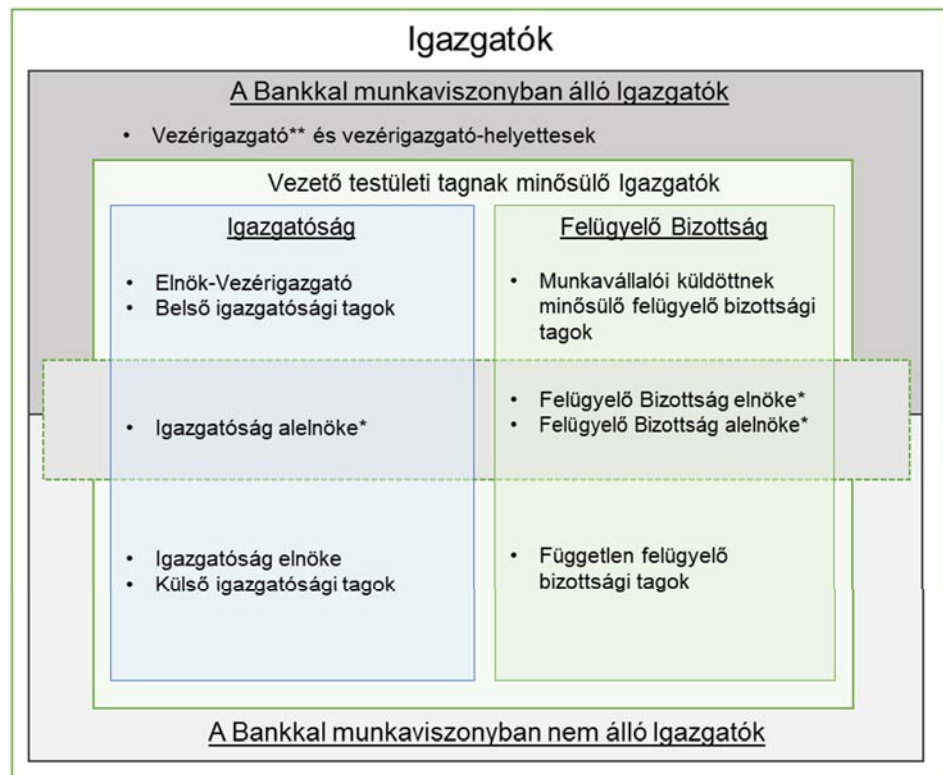 Igazgatók
A Bankkal munkaviszonyban álló Igazgatók
• Vezérigazgató** és vezérigazgató-helyettesek
Vezető testületi tagnak minősülő Igazgatók
Igazgatóság
• Elnök-Vezérigazgató
• Belső igazgatósági tagok
• Igazgatóság alelnöke*
• Igazgatóság elnöke
• Külső igazgatósági tagok
Felügyelő Bizottság
• Munkavállalói küldöttnek
minősülő felügyelő bizottsági
tagok
• Felügyelő Bizottság elnöke*
• Felügyelő Bizottság alelnöke*
• Független felügyelő
bizottsági tagok
A Bankkal munkaviszonyban nem álló Igazgatók